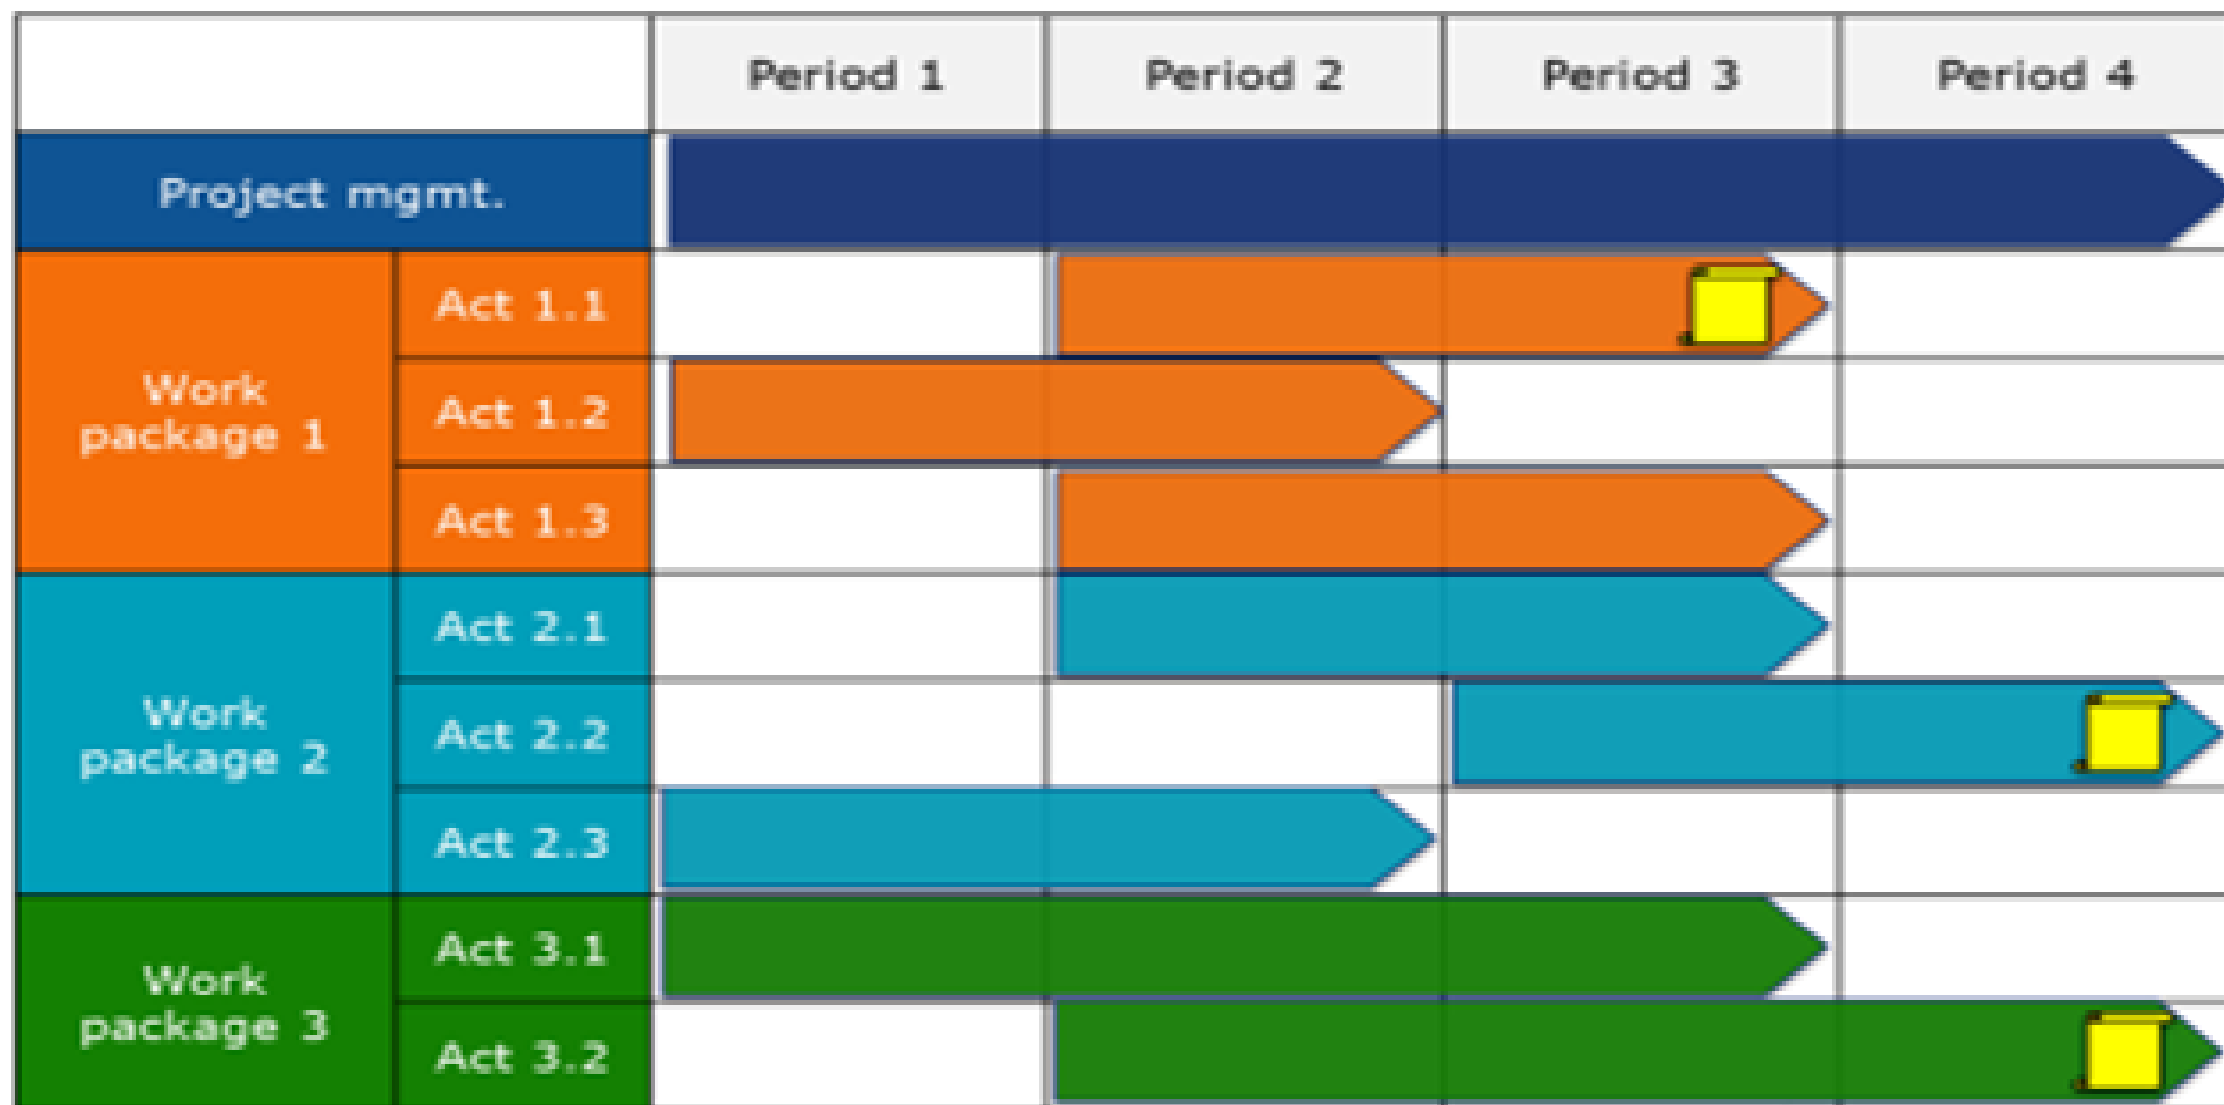 Period 1
Period 2
Period 3
Period 4
Project mgmt.
Work
package 1
Act 1.1
Act 1.2
Act 1.3
Work
package 2
Act 2.1
Act 2.2
Act 2.3
Work
package 3
Act 3.1
Act 3.2